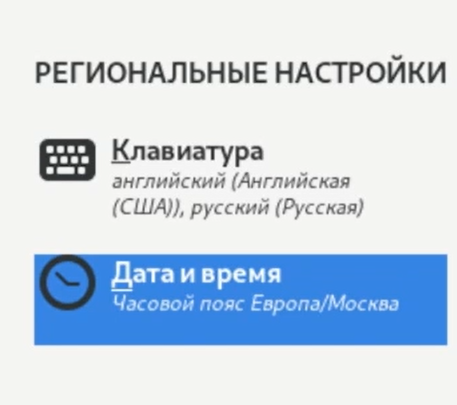 РЕГИОНАЛЬНЫЕ НАСТРОЙКИ
Клавиатура
английский (Английская
(США)), русский (Русская)
Дата и время
Часовой пояс Европа/Москва